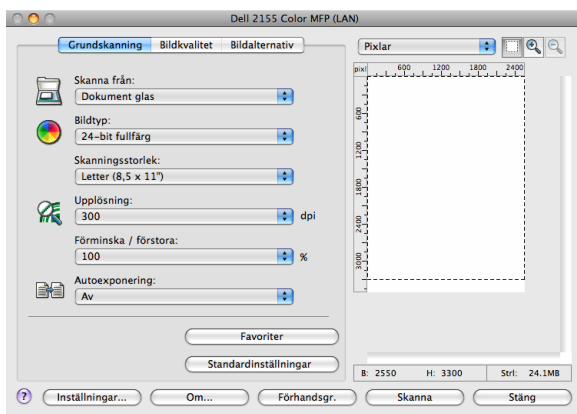 Dell 2155 Color MFP (LAN)
Grundskanning Bildkvalitet Bildalternativ
Skanna från:
Dokument glas
Bildtyp:
24-bit fullfärg
Skanningsstorlek:
Letter (8,5 x 11")
Upplösning:
300 dpi
Förminska / förstora:
100 %
Autoexponering:
Av
Favoriter
Standardinställningar
Pixlar
pixl 600 1200 1800 2400
600
1200
1800
2400
3000
B: 2550 H: 3300 Strl: 24.1MB
? Inställningar... Om... Förhandsgr. Skanna Stäng